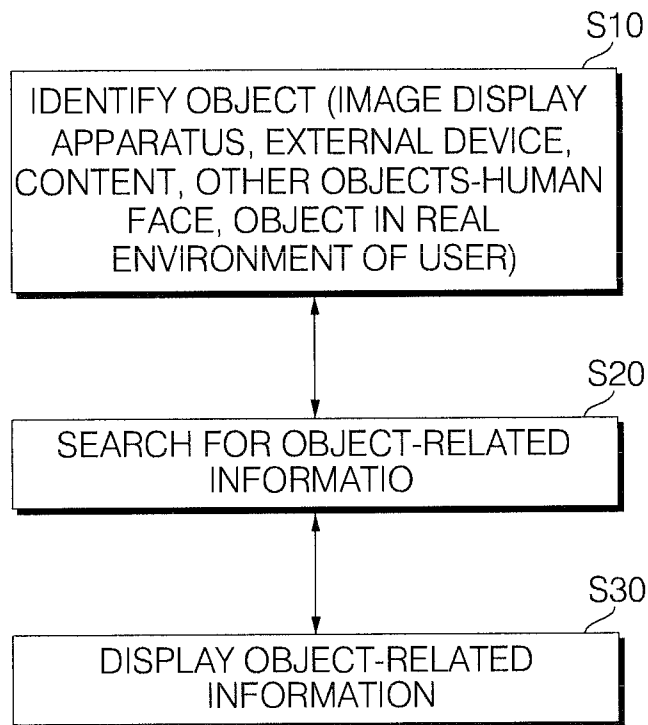 S10
IDENTIFY OBJECT (IMAGE DISPLAY
APPARATUS, EXTERNAL DEVICE,
CONTENT, OTHER OBJECTS-HUMAN
FACE, OBJECT IN REAL
ENVIRONMENT OF USER)
S20
SEARCH FOR OBJECT-RELATED
INFORMATIO
S30
DISPLAY OBJECT-RELATED
INFORMATION